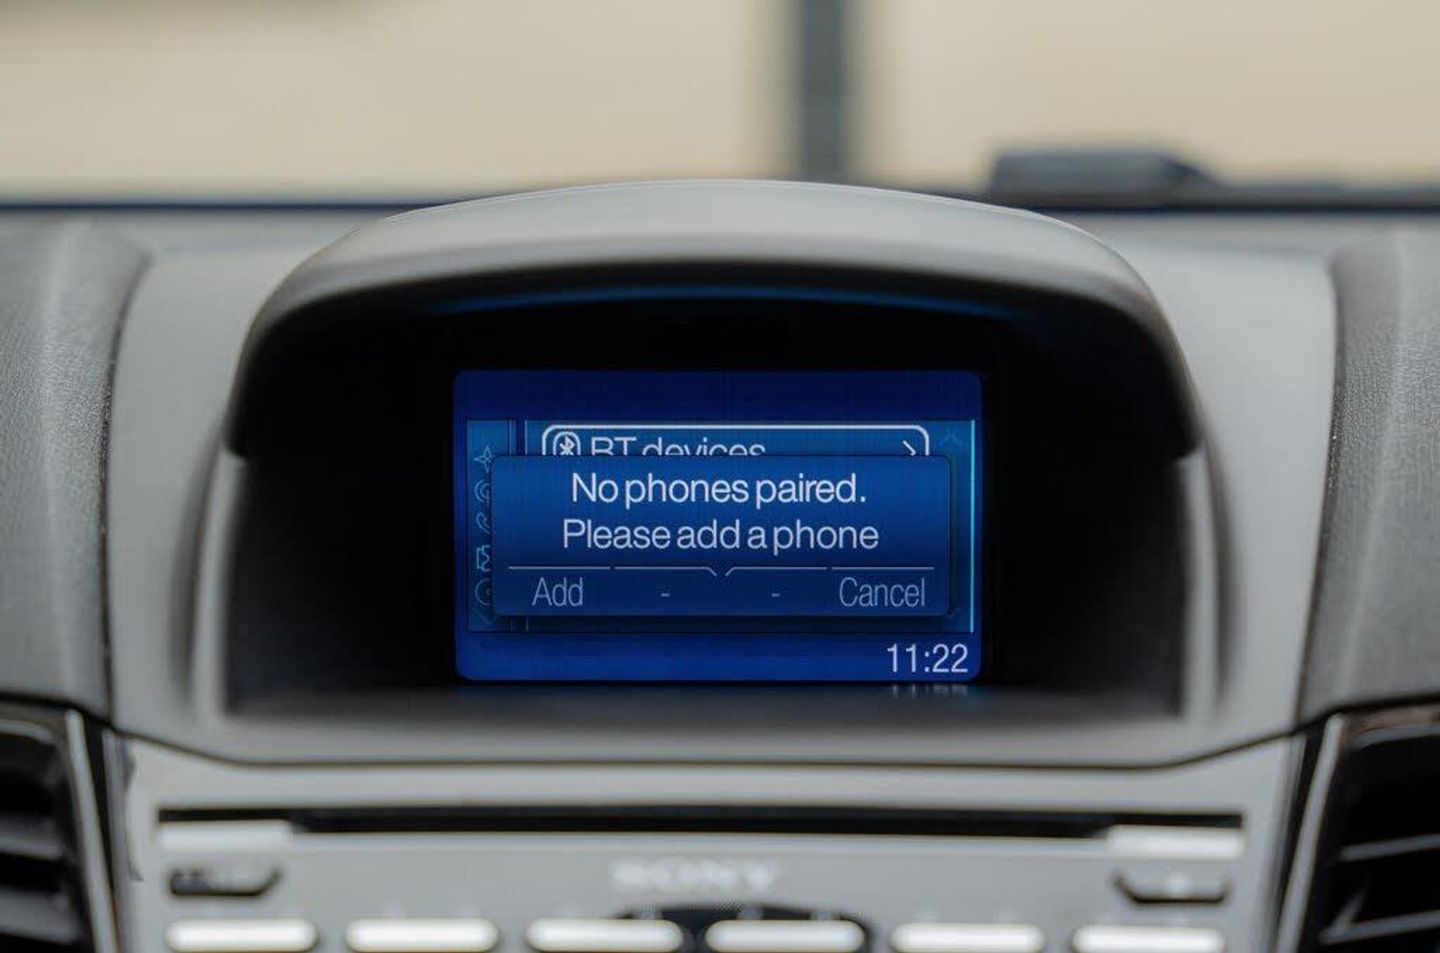 BT devices
No phones paired.
Please add a phone
Add - - Cancel
11:22
SONY